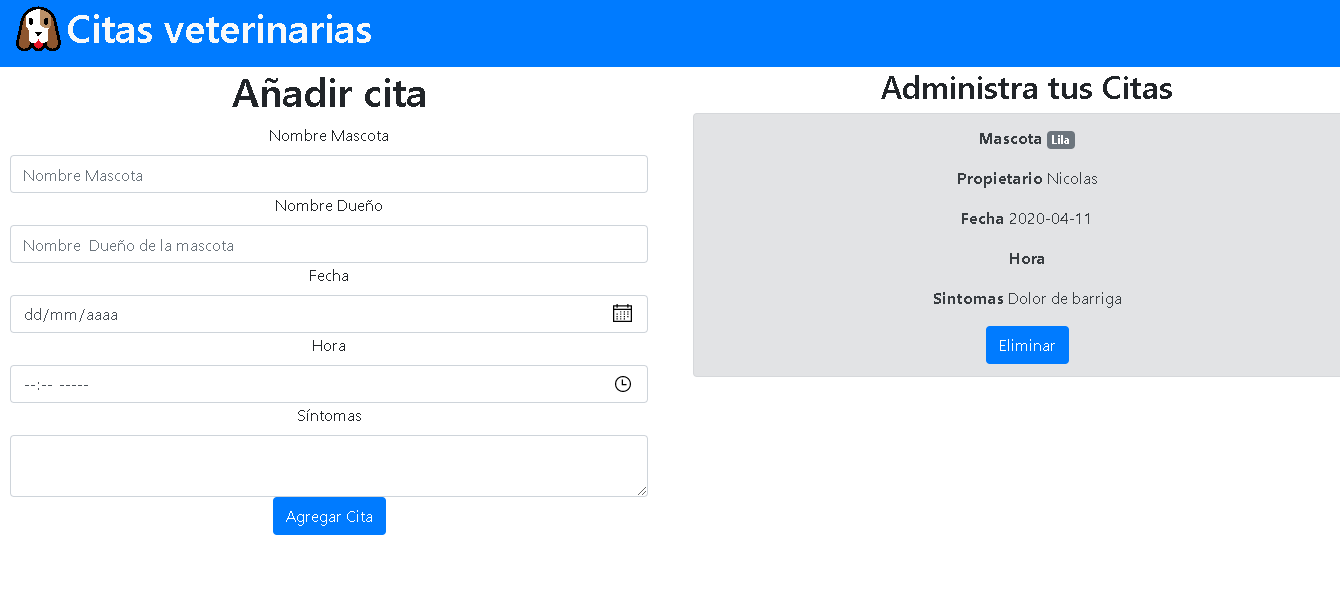 Citas veterinarias
Añadir cita
Nombre Mascota
Nombre Mascota
Nombre Dueño
Nombre  Dueño de la mascota
Fecha
dd/mm/aaaa
Hora
--:-- -----
Síntomas
Agregar Cita
Administra tus Citas
Mascota Lila
Propietario Nicolas
Fecha 2020-04-11
Hora
Sintomas Dolor de barriga
Eliminar